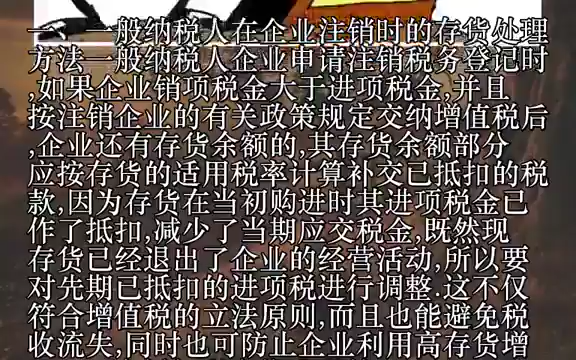 一、一般纳税人在企业注销时的存货处理
方法一般纳税人企业申请注销税务登记时
,如果企业销项税金大于进项税金,并且
按注销企业的有关政策规定交纳增值税后
,企业还有存货余额的,其存货余额部分
应按存货的适用税率计算补交已抵扣的税
款,因为存货在当初购进时其进项税金已
作了抵扣,减少了当期应交税金,既然现
存货已经退出了企业的经营活动,所以要
对先期已抵扣的进项税进行调整.这不仅
符合增值税的立法原则,而且也能避免税
收流失,同时也可防止企业利用高存货增